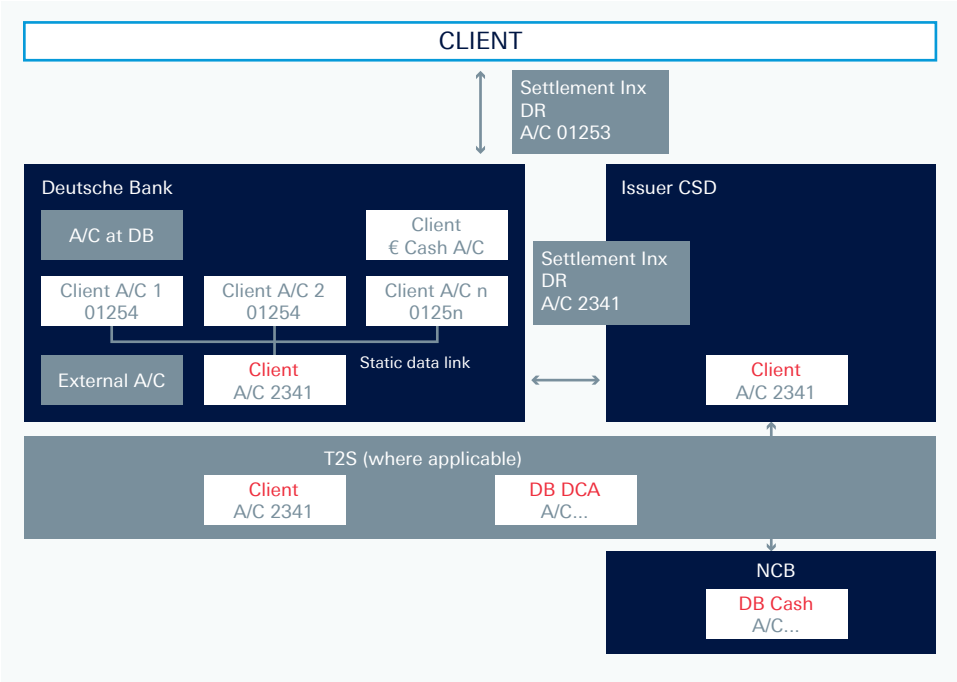 CLIENT
Settlement Inx
DR
A/C 01253
Deutsche Bank
A/C at DB
Client
€ Cash A/C
Client A/C 1
01254
Client A/C 2
01254
Client A/C n
0125n
External A/C
Client
A/C 2341
Static data link
Settlement Inx
DR
A/C 2341
Issuer CSD
Client
A/C 2341
T2S (where applicable)
Client
A/C 2341
DB DCA
A/C...
NCB
DB Cash
A/C...